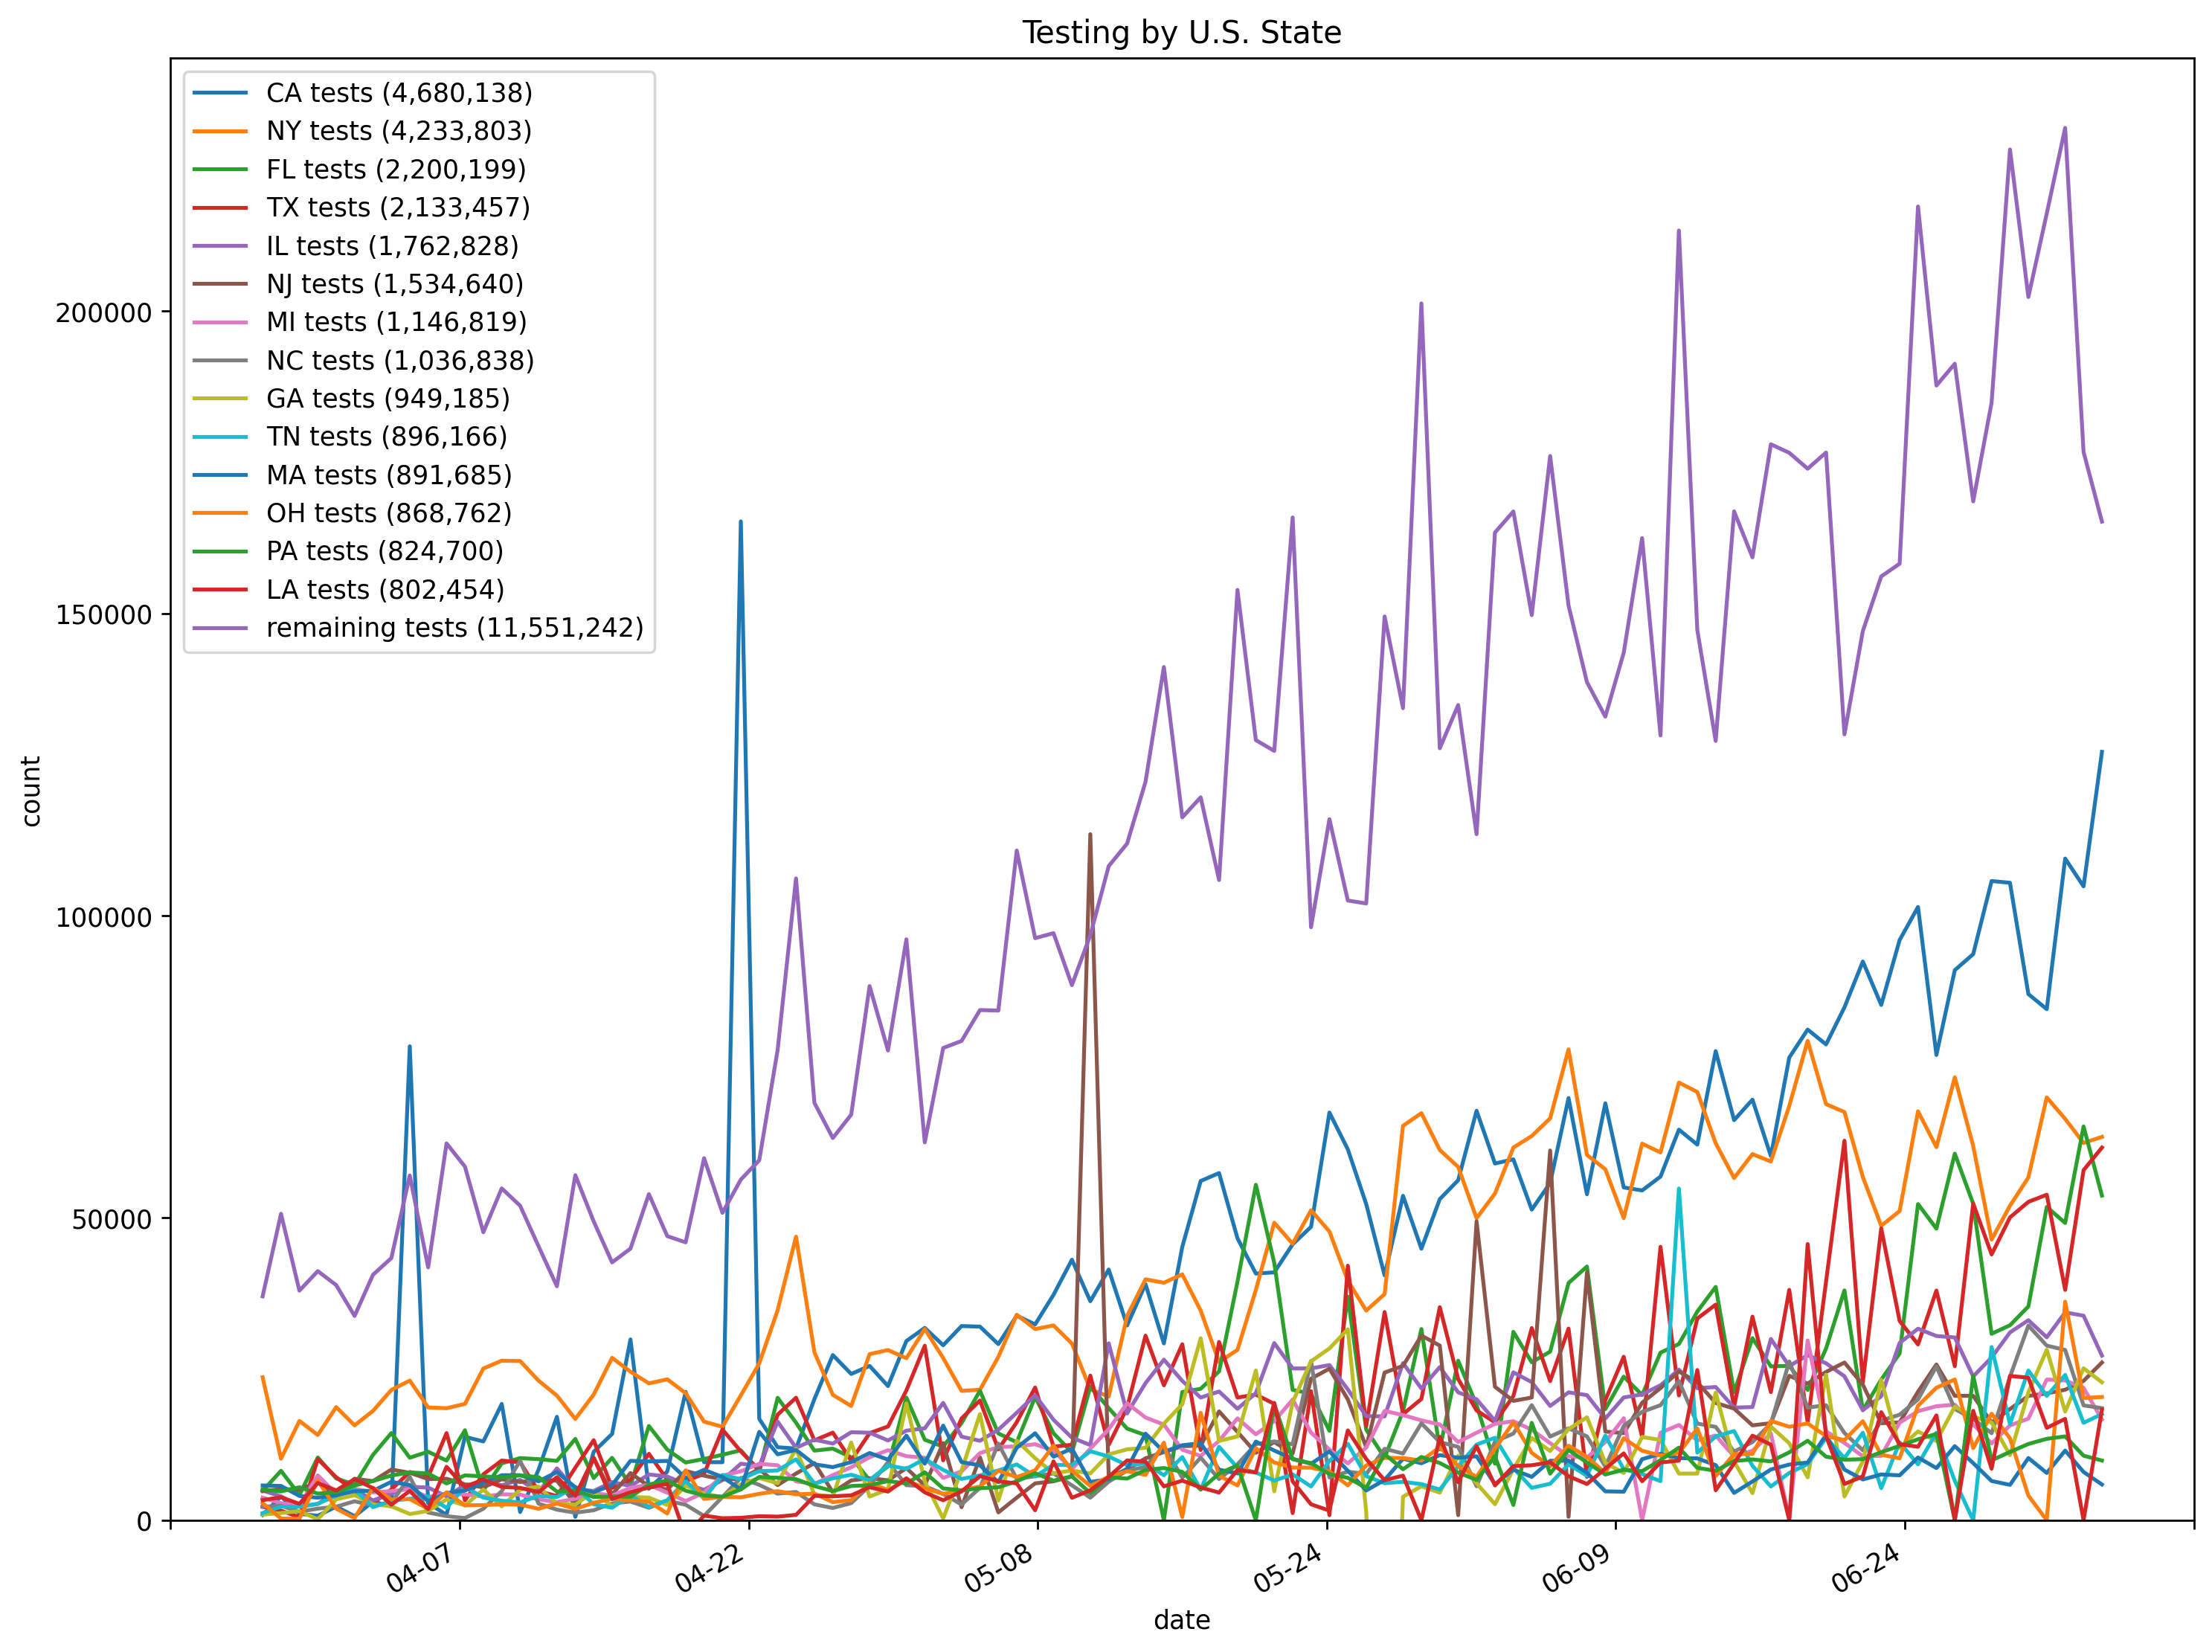 Testing by U.S. State
CA tests (4,680,138)
NY tests (4,233,803)
FL tests (2,200,199)
TX tests (2,133,457)
IL tests (1,762,828)
NJ tests (1,534,640)
MI tests (1,146,819)
NC tests (1,036,838)
GA tests (949,185)
TN tests (896,166)
MA tests (891,685)
OH tests (868,762)
PA tests (824,700)
LA tests (802,454)
remaining tests (11,551,242)
200000
150000
100000
50000
0
count
04-07
04-22
05-08
05-24
06-09
06-24
date